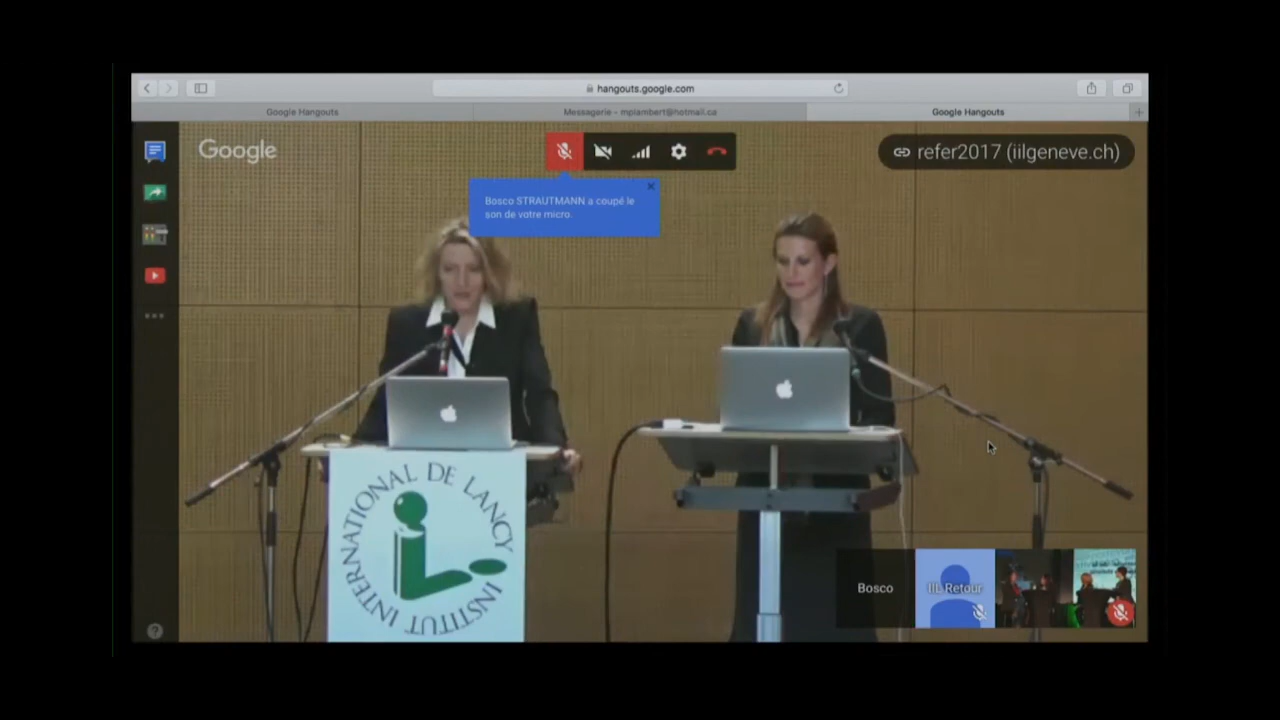 hangouts.google.com
Google Hangouts
Messagerie – mplambert@hotmail.ca
Google Hangouts
Google
refer2017 (iilgeneve.ch)
Bosco STRAUTMANN a coupé le
son de votre micro.
INSTITUT INTERNATIONAL DE LANCY
Bosco
IIL Retour